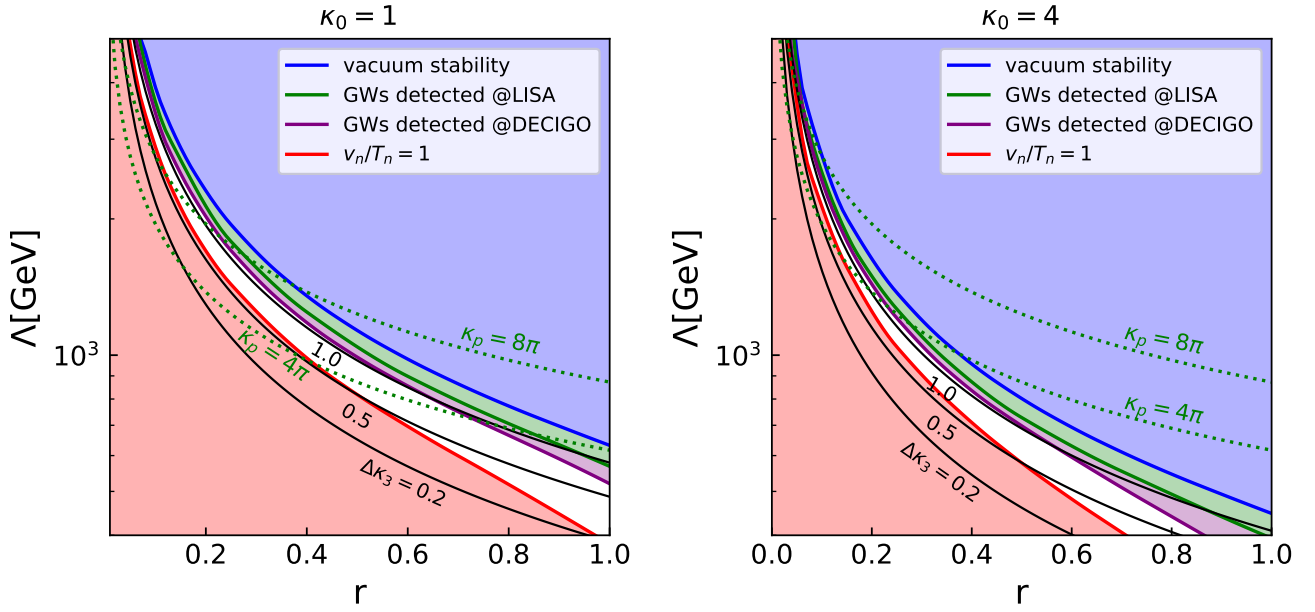 κ₀ = 1
vacuum stability
GWs detected @LISA
GWs detected @DECIGO
vₙ/Tₙ = 1
Λ[GeV]
10³
κₚ = 8π
κₚ = 4π
1.0
0.5
Δκ₃ = 0.2
0.2 0.4 0.6 0.8 1.0
r
κ₀ = 4
vacuum stability
GWs detected @LISA
GWs detected @DECIGO
vₙ/Tₙ = 1
Λ[GeV]
10³
κₚ = 8π
κₚ = 4π
1.0
0.5
Δκ₃ = 0.2
0.0 0.2 0.4 0.6 0.8 1.0
r